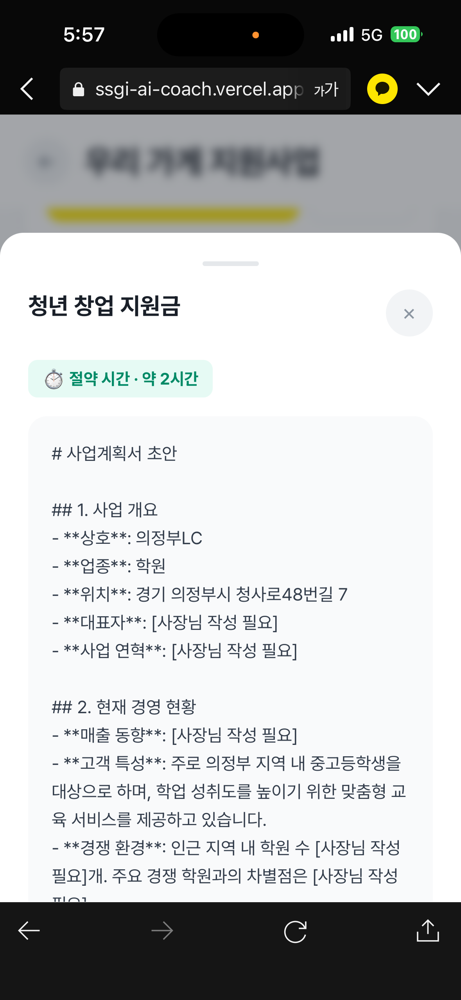 5:57
5G 100
ssgi-ai-coach.vercel.app 가가
우리 가게 지원사업
청년 창업 지원금
×
절약 시간 · 약 2시간
# 사업계획서 초안
## 1. 사업 개요
- **상호**: 의정부LC
- **업종**: 학원
- **위치**: 경기 의정부시 청사로48번길 7
- **대표자**: [사장님 작성 필요]
- **사업 연혁**: [사장님 작성 필요]
## 2. 현재 경영 현황
- **매출 동향**: [사장님 작성 필요]
- **고객 특성**: 주로 의정부 지역 내 중고등학생을
대상으로 하며, 학업 성취도를 높이기 위한 맞춤형 교
육 서비스를 제공하고 있습니다.
- **경쟁 환경**: 인근 지역 내 학원 수 [사장님 작성
필요]개. 주요 경쟁 학원과의 차별점은 [사장님 작성